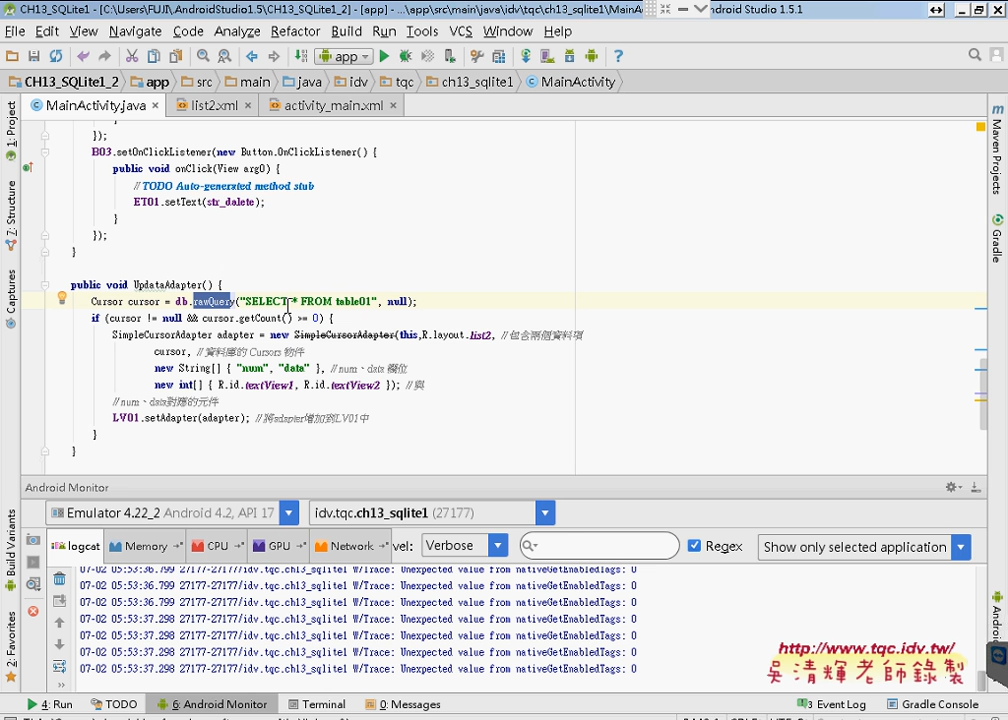 CH13_SQLite1 - [C:\Users\FUJI\.AndroidStudio1.5\CH13_SQLite1_2] - [app] - ...\app\src\main\java\idv\tqc\ch13_sqlite1\MainA
ndroid Studio 1.5.1
File Edit View Navigate Code Analyze Refactor Build Run Tools VCS Window Help
app
CH13_SQLite1_2 app src main java idv tqc ch13_sqlite1 MainActivity
MainActivity.java list2.xml activity_main.xml
1: Project
7: Structure
Captures
Build Variants
2: Favorites
Maven Projects
Gradle
});
B03.setOnClickListener(new Button.OnClickListener() {
public void onClick(View arg0) {
//TODO Auto-generated method stub
ET01.setText(str_dalete);
}
});
}
public void UpdataAdapter() {
Cursor cursor = db.rawQuery("SELECT * FROM table01", null);
if (cursor != null && cursor.getCount() >= 0) {
SimpleCursorAdapter adapter = new SimpleCursorAdapter(this,R.layout.list2, //包含兩個資料項
cursor, //資料庫的 Cursors 物件
new String[] { "num", "data" }, //num、data 欄位
new int[] { R.id.textView1, R.id.textView2 }); //與
//num、data對應的元件
LV01.setAdapter(adapter); //將adapter增加到LV01中
}
}
Android Monitor
Emulator 4.22_2 Android 4.2, API 17 idv.tqc.ch13_sqlite1 (27177)
logcat Memory CPU GPU Network vel: Verbose Regex Show only selected application
07-02 05:53:36.799 27177-27177/idv.tqc.ch13_sqlite1 W/Trace: Unexpected value from nativeGetEnabledTags: 0
07-02 05:53:36.799 27177-27177/idv.tqc.ch13_sqlite1 W/Trace: Unexpected value from nativeGetEnabledTags: 0
07-02 05:53:36.799 27177-27177/idv.tqc.ch13_sqlite1 W/Trace: Unexpected value from nativeGetEnabledTags: 0
07-02 05:53:37.298 27177-27177/idv.tqc.ch13_sqlite1 W/Trace: Unexpected value from nativeGetEnabledTags: 0
07-02 05:53:37.298 27177-27177/idv.tqc.ch13_sqlite1 W/Trace: Unexpected value from nativeGetEnabledTags: 0
07-02 05:53:37.298 27177-27177/idv.tqc.ch13_sqlite1 W/Trace: Unexpected value from nativeGetEnabledTags: 0
07-02 05:53:37.298 27177-27177/idv.tqc.ch13_sqlite1 W/Trace: Unexpected value from nativeGetEnabledTags: 0
http://www.tqc.idv.tw/
吳清輝老師錄製
4: Run TODO 6: Android Monitor Terminal 0: Messages 3 Event Log Gradle Console